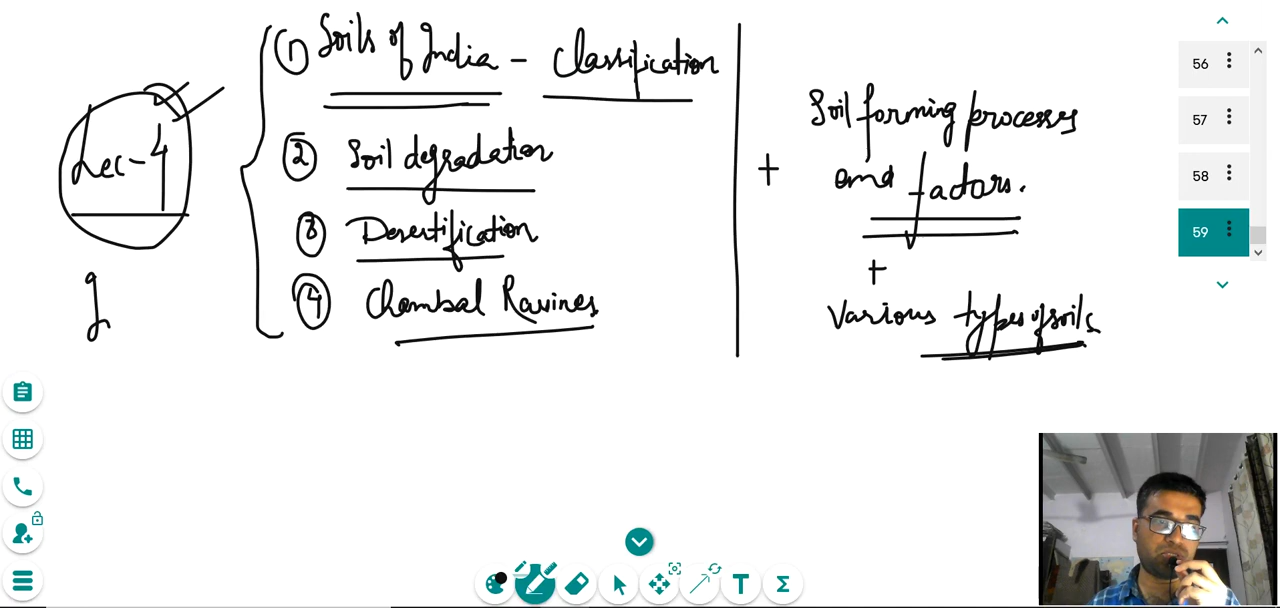 Lec-4
① Soils of India - Classification
② Soil degradation
③ Desertification
④ Chambal Ravines
+
Soil forming processes
and factors.
+
Various types of soils
56
57
58
59
T
Σ